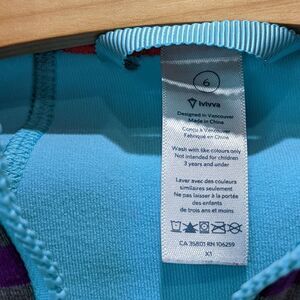 6
ivivva
Designed in Vancouver
Made in China
Conçu à Vancouver
Fabriqué en Chine
Wash with like colours only
Not intended for children
3 years and under
Laver avec des couleurs
similaires seulement
Ne pas laisser à la portée
des enfants
de trois ans et moins
CA 35801 RN 106259
X1